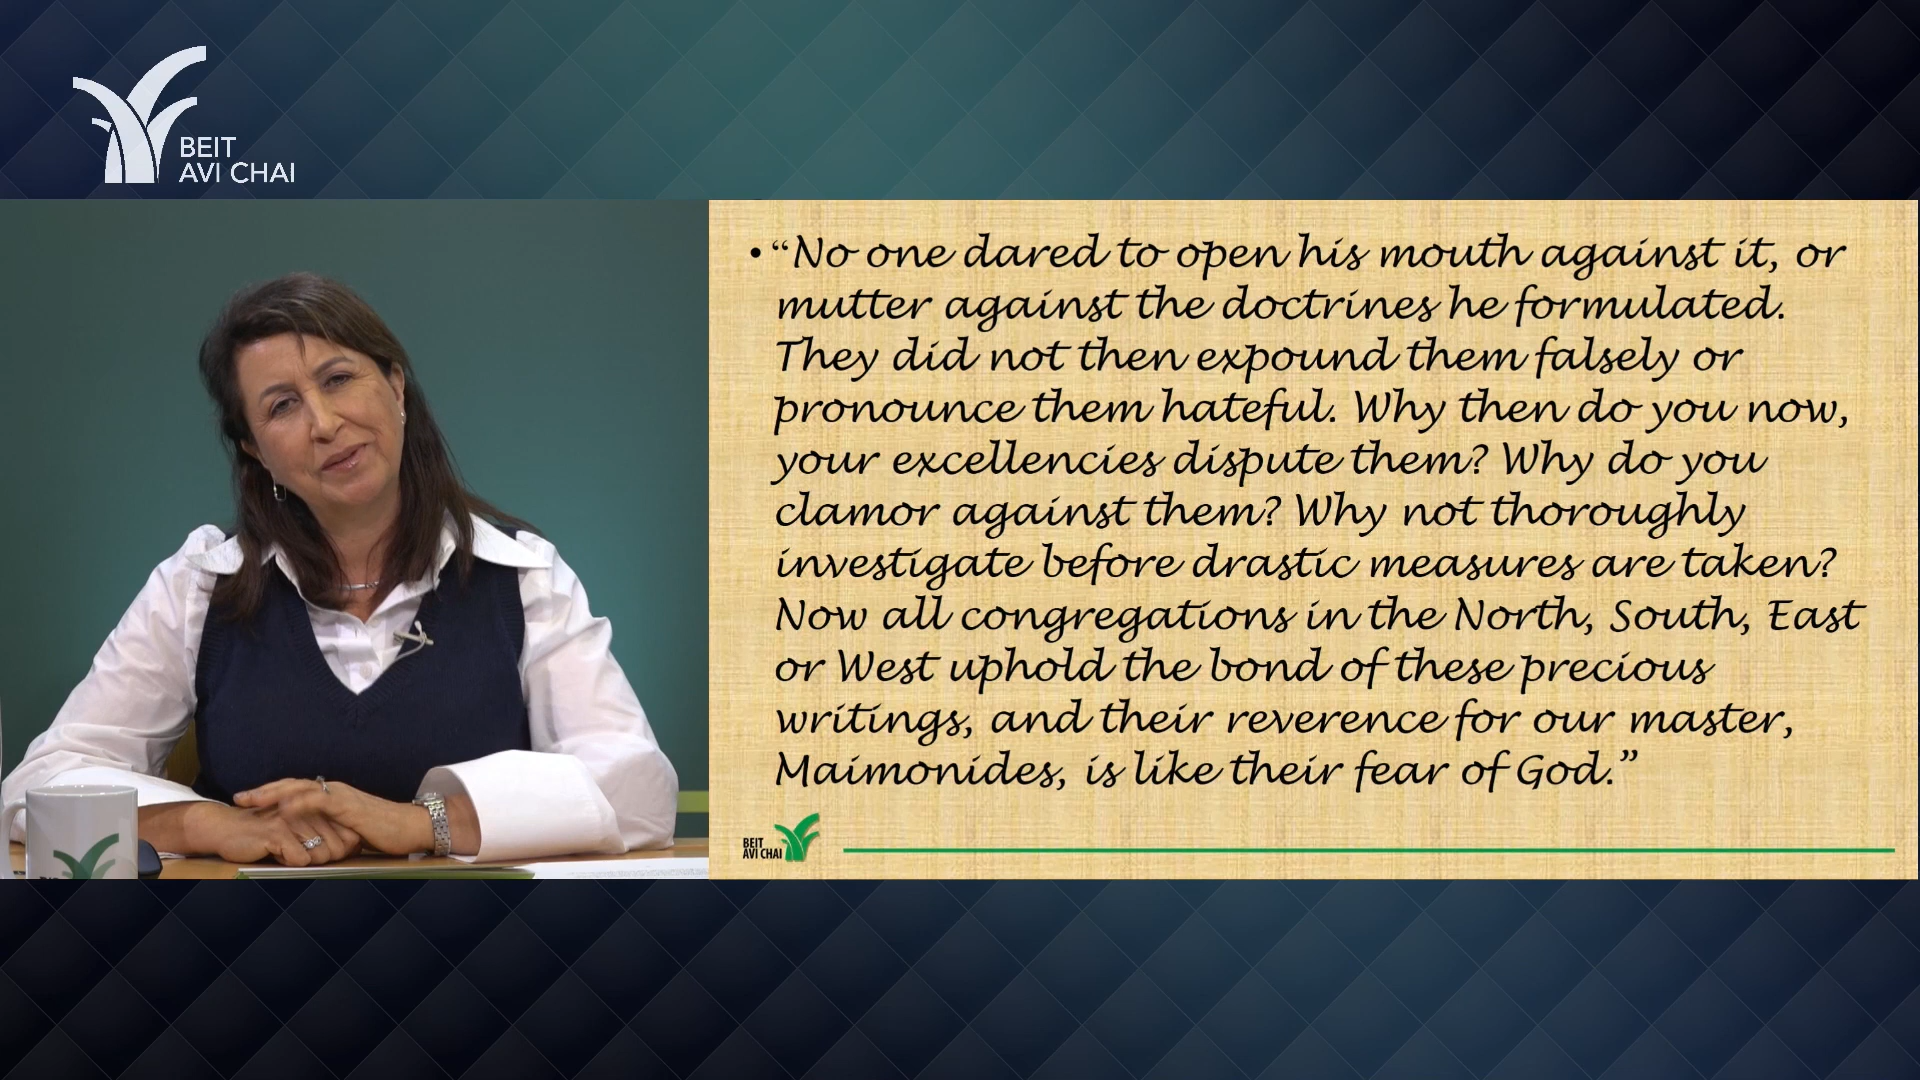 BEIT
AVI CHAI
• “No one dared to open his mouth against it, or
mutter against the doctrines he formulated.
They did not then expound them falsely or
pronounce them hateful. Why then do you now,
your excellencies dispute them? Why do you
clamor against them? Why not thoroughly
investigate before drastic measures are taken?
Now all congregations in the North, South, East
or West uphold the bond of these precious
writings, and their reverence for our master,
Maimonides, is like their fear of God.”
BEIT
AVI CHAI